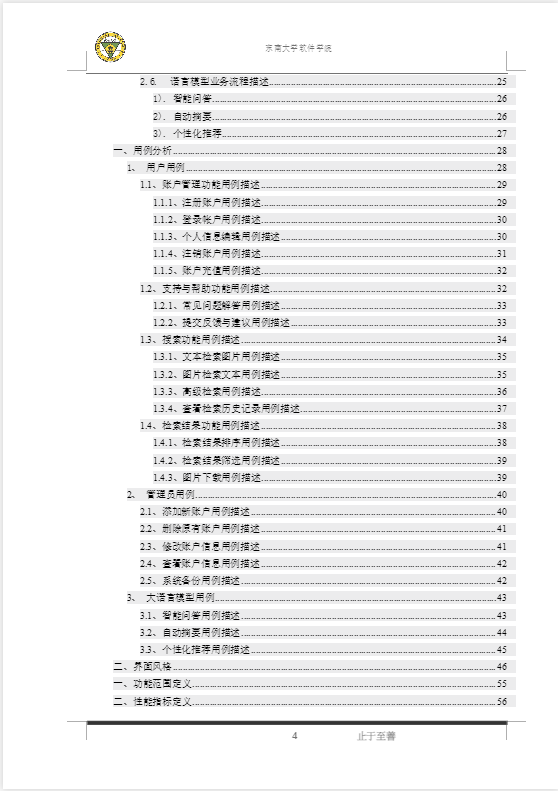 东南大学软件学院
2.6. 语言模型业务流程描述 25
1). 智能问答 26
2). 自动摘要 26
3). 个性化推荐 27
一、用例分析 28
1、 用户用例 28
1.1、账户管理功能用例描述 29
1.1.1、注册账户用例描述 29
1.1.2、登录帐户用例描述 30
1.1.3、个人信息编辑用例描述 30
1.1.4、注销账户用例描述 31
1.1.5、账户充值用例描述 32
1.2、支持与帮助功能用例描述 32
1.2.1、常见问题解答用例描述 33
1.2.2、提交反馈与建议用例描述 33
1.3、搜索功能用例描述 34
1.3.1、文本检索图片用例描述 35
1.3.2、图片检索文本用例描述 35
1.3.3、高级检索用例描述 36
1.3.4、查看检索历史记录用例描述 37
1.4、检索结果功能用例描述 38
1.4.1、检索结果排序用例描述 38
1.4.2、检索结果筛选用例描述 39
1.4.3、图片下载用例描述 39
2、 管理员用例 40
2.1、添加新账户用例描述 40
2.2、删除原有账户用例描述 41
2.3、修改账户信息用例描述 41
2.4、查看账户信息用例描述 42
2.5、系统备份用例描述 42
3、 大语言模型用例 43
3.1、智能问答用例描述 43
3.2、自动摘要用例描述 44
3.3、个性化推荐用例描述 45
二、界面风格 46
一、功能范围定义 55
二、性能指标定义 56
4 止于至善